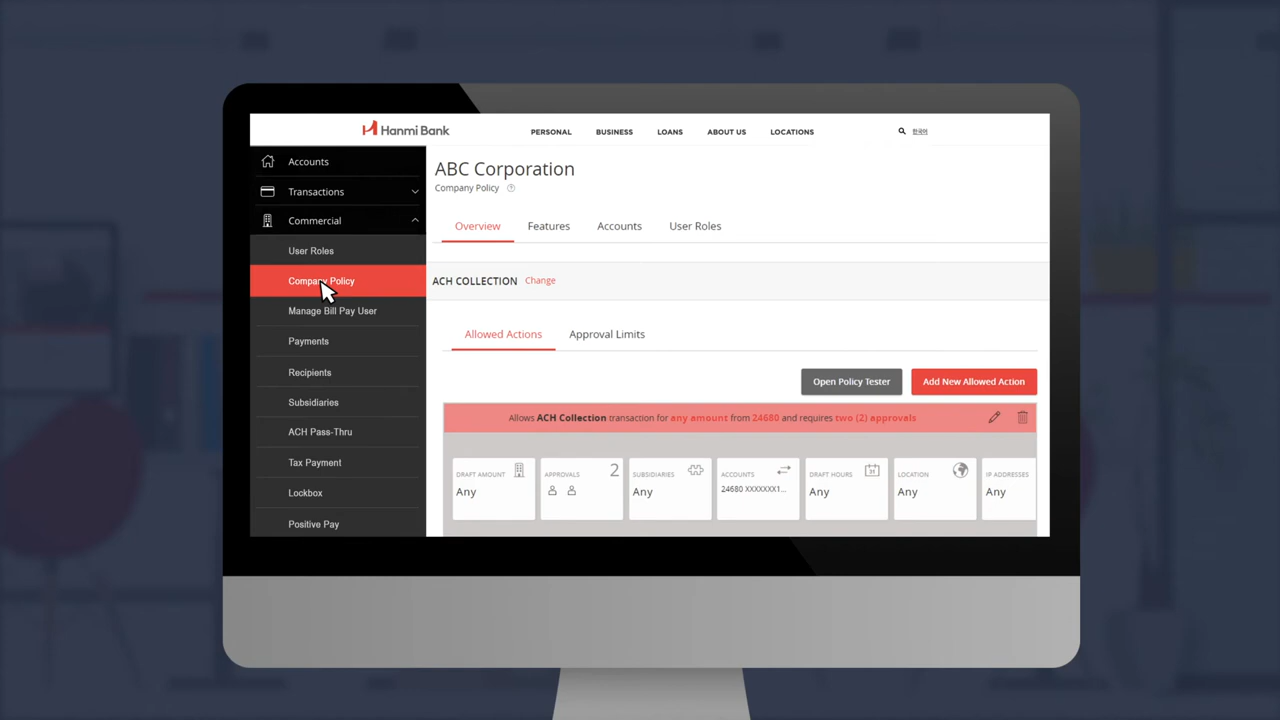 Hanmi Bank
PERSONAL BUSINESS LOANS ABOUT US LOCATIONS 한국어
Accounts
Transactions
Commercial
User Roles
Company Policy
Manage Bill Pay User
Payments
Recipients
Subsidiaries
ACH Pass-Thru
Tax Payment
Lockbox
Positive Pay
ABC Corporation
Company Policy ?
Overview Features Accounts User Roles
ACH COLLECTION Change
Allowed Actions Approval Limits
Open Policy Tester Add New Allowed Action
Allows ACH Collection transaction for any amount from 24680 and requires two (2) approvals
DRAFT AMOUNT
Any
APPROVALS 2
SUBSIDIARIES
Any
ACCOUNTS
24680 XXXXXXX1...
DRAFT HOURS 31
Any
LOCATION
Any
IP ADDRESSES
Any